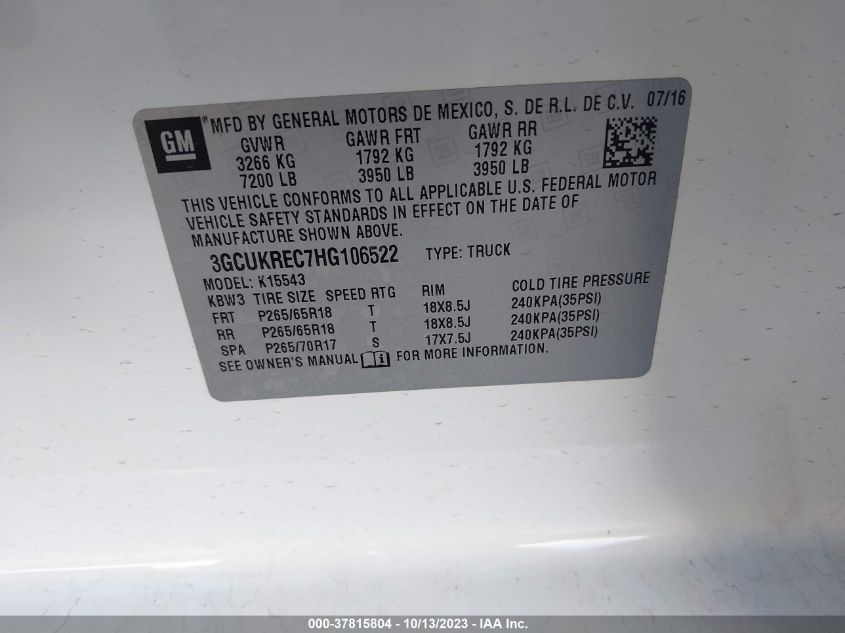 GM
*MFD BY GENERAL MOTORS DE MEXICO, S. DE R.L. DE C.V. 07/16
GVWR GAWR FRT GAWR RR
3266 KG 1792 KG 1792 KG
7200 LB 3950 LB 3950 LB
THIS VEHICLE CONFORMS TO ALL APPLICABLE U.S. FEDERAL MOTOR
VEHICLE SAFETY STANDARDS IN EFFECT ON THE DATE OF
MANUFACTURE SHOWN ABOVE.
3GCUKREC7HG106522 TYPE: TRUCK
MODEL: K15543
KBW3 TIRE SIZE SPEED RTG RIM COLD TIRE PRESSURE
FRT P265/65R18 T 18X8.5J 240KPA(35PSI)
RR P265/65R18 T 18X8.5J 240KPA(35PSI)
SPA P265/70R17 S 17X7.5J 240KPA(35PSI)
SEE OWNER'S MANUAL FOR MORE INFORMATION.
000-37815804 - 10/13/2023 - IAA Inc.